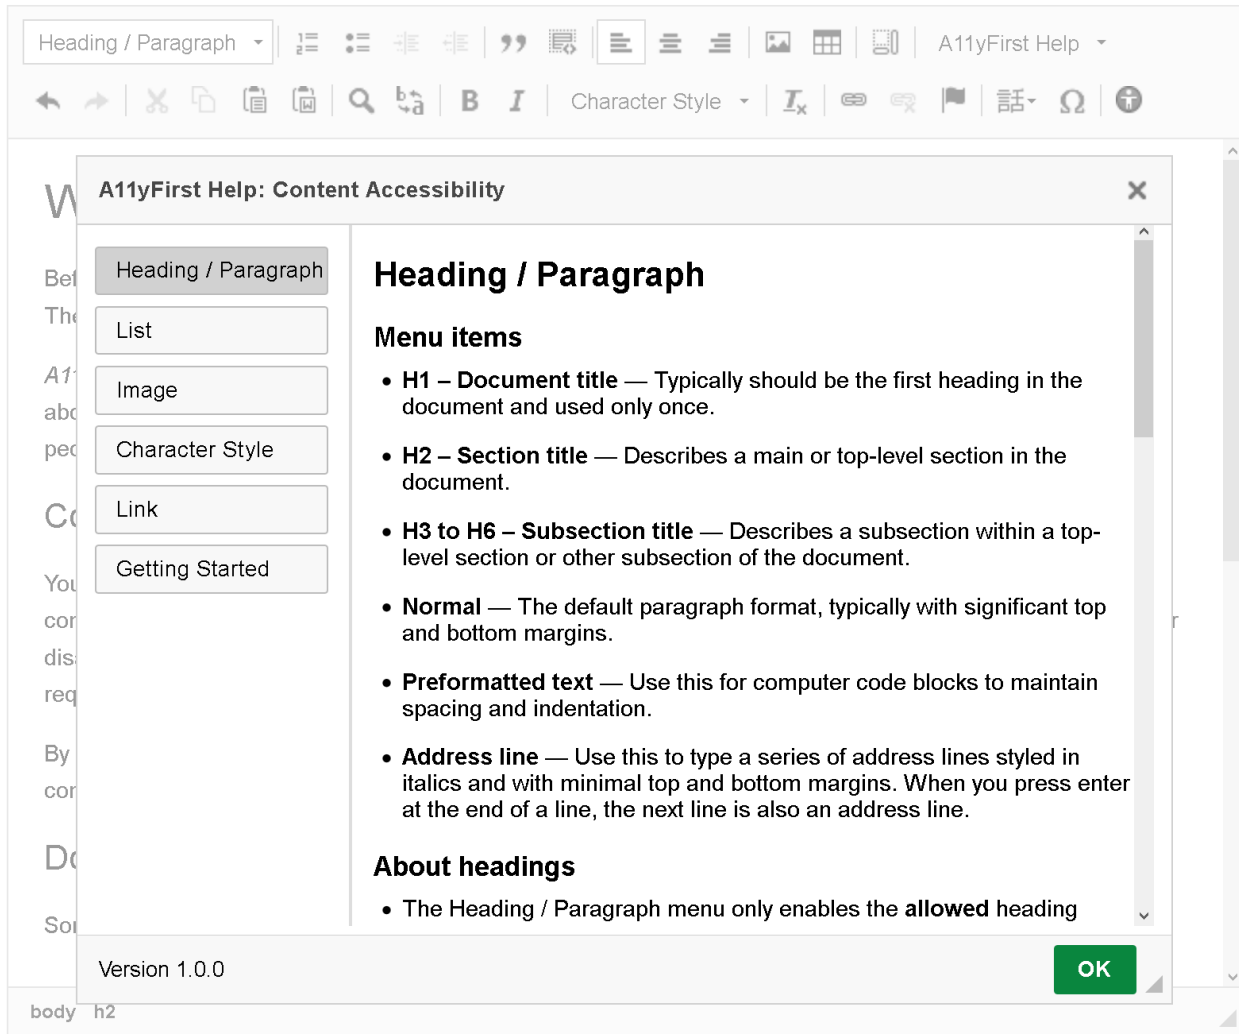 Heading / Paragraph
A11yFirst Help
Character Style
A11yFirst Help: Content Accessibility
Heading / Paragraph
List
Image
Character Style
Link
Getting Started
Heading / Paragraph
Menu items
• H1 – Document title — Typically should be the first heading in the
document and used only once.
• H2 – Section title — Describes a main or top-level section in the
document.
• H3 to H6 – Subsection title — Describes a subsection within a top-
level section or other subsection of the document.
• Normal — The default paragraph format, typically with significant top
and bottom margins.
• Preformatted text — Use this for computer code blocks to maintain
spacing and indentation.
• Address line — Use this to type a series of address lines styled in
italics and with minimal top and bottom margins. When you press enter
at the end of a line, the next line is also an address line.
About headings
• The Heading / Paragraph menu only enables the allowed heading
Version 1.0.0
OK
By
body h2